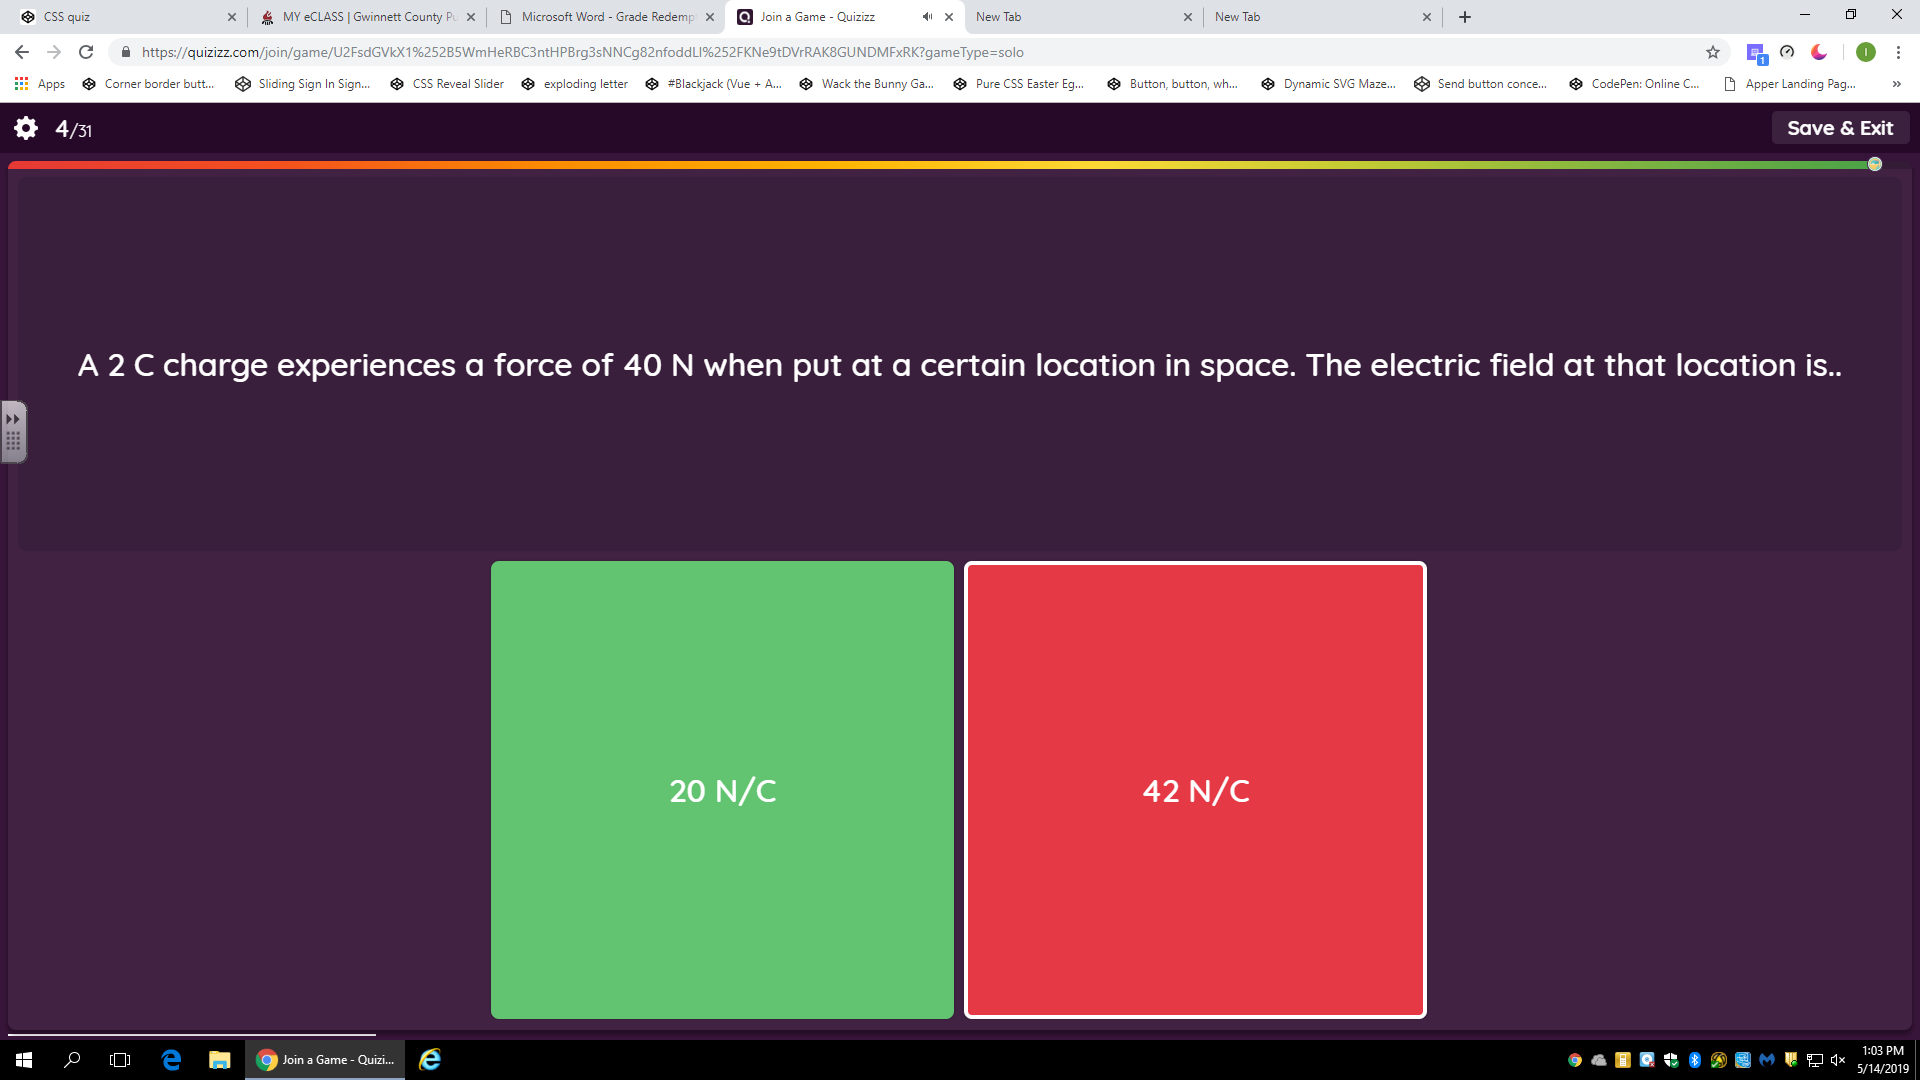 CSS quiz
MY eCLASS | Gwinnett County Pu
Microsoft Word - Grade Redemp
Join a Game - Quizizz
New Tab
New Tab
https://quizizz.com/join/game/U2FsdGVkX1%252B5WmHeRBC3ntHPBrg3sNNCg82nfoddLI%252FKNe9tDVrRAK8GUNDMFxRK?gameType=solo
1
I
Apps
Corner border butt...
Sliding Sign In Sign...
CSS Reveal Slider
exploding letter
#Blackjack (Vue + A...
Wack the Bunny Ga...
Pure CSS Easter Eg...
Button, button, wh...
Dynamic SVG Maze...
Send button conce...
CodePen: Online C...
Apper Landing Pag...
4/31
Save & Exit
A 2 C charge experiences a force of 40 N when put at a certain location in space. The electric field at that location is..
20 N/C
42 N/C
Join a Game - Quizi...
1:03 PM
5/14/2019